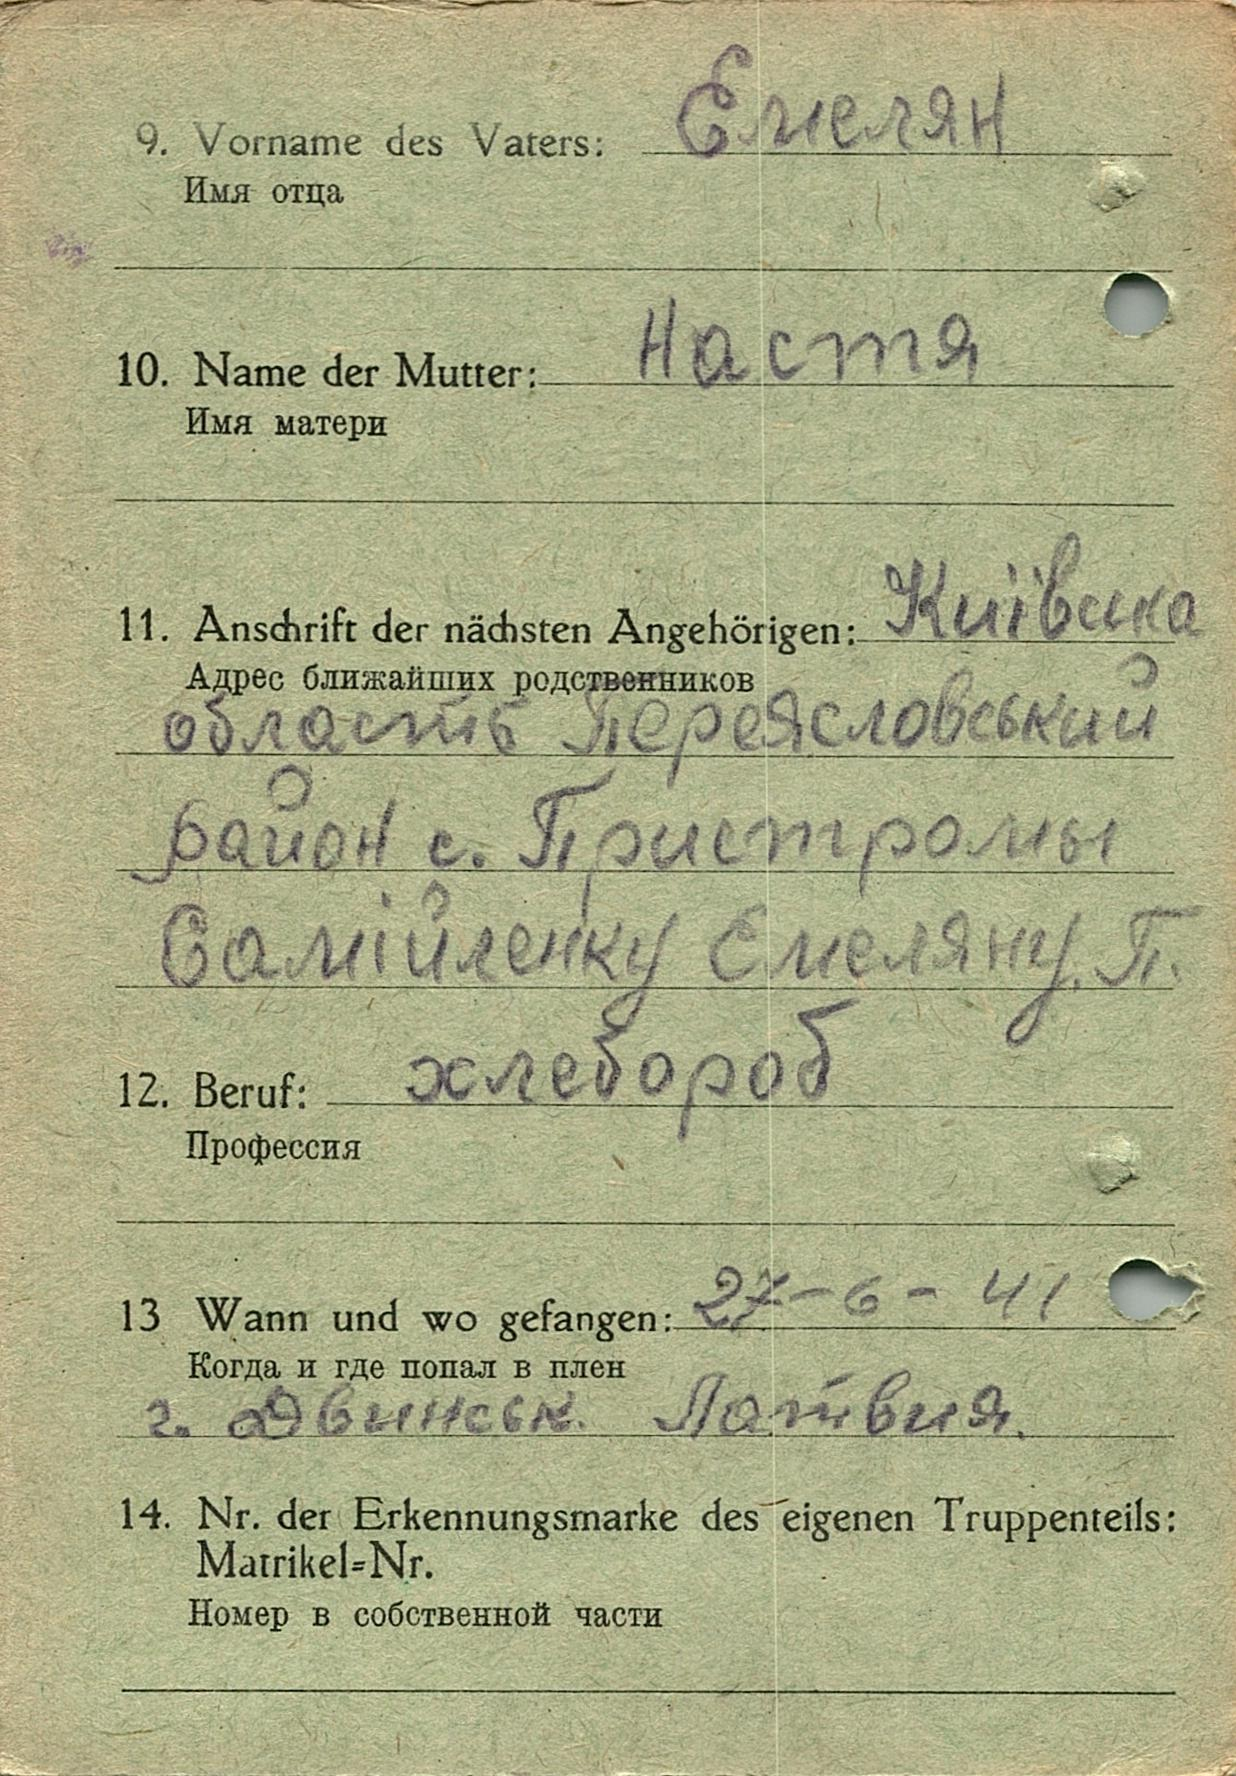 9. Vorname des Vaters: Емелян
Имя отца
10. Name der Mutter: Настя
Имя матери
11. Anschrift der nächsten Angehörigen: Київська
Адрес ближайших родственников
область Переясловський
район с. Пристромы
Самійленку Емеляну. П.
12. Beruf: хлебороб
Профессия
13 Wann und wo gefangen: 27-6-41
Когда и где попал в плен
г. Двинськ. Латвия.
14. Nr. der Erkennungsmarke des eigenen Truppenteils:
Matrikel=Nr.
Номер в собственной части